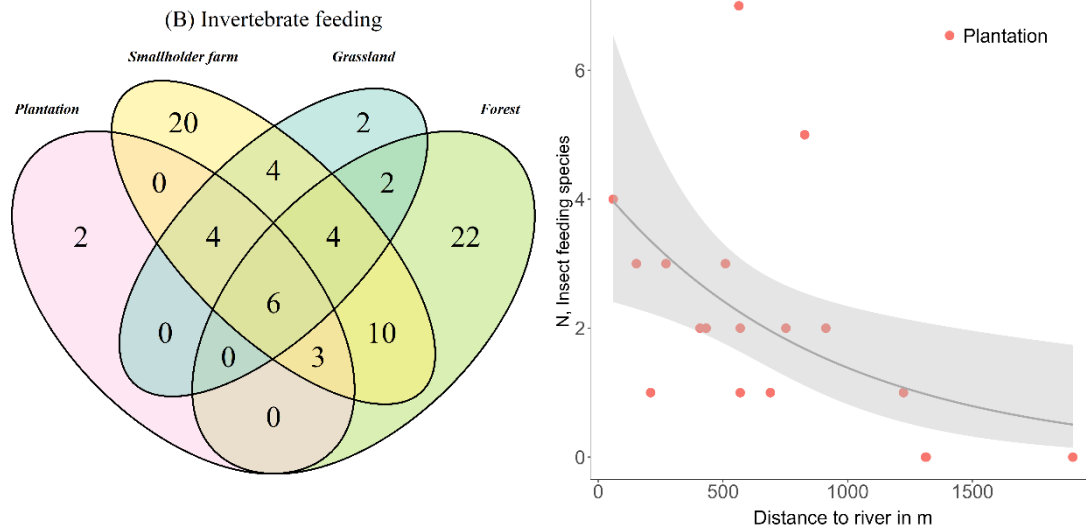 (B) Invertebrate feeding
Smallholder farm
Grassland
Plantation
Forest
20
2
0
4
2
2
4
4
22
6
0
0
3
10
0
Plantation
N, Insect feeding species
6
4
2
0
0
500
1000
1500
Distance to river in m